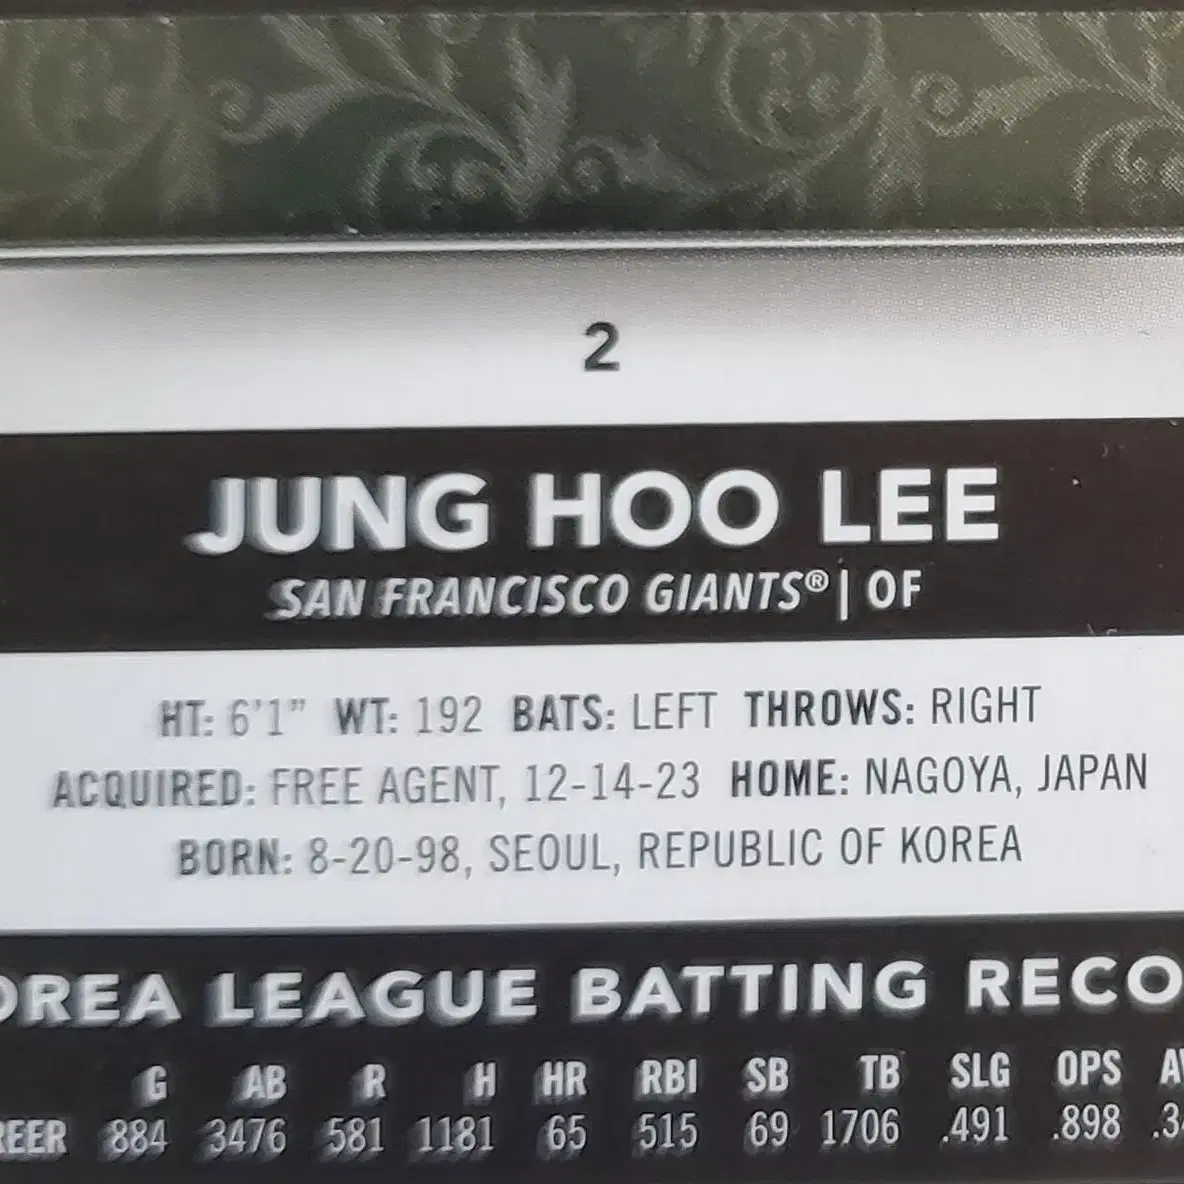 2
JUNG HOO LEE
SAN FRANCISCO GIANTS® | OF
HT: 6'1" WT: 192 BATS: LEFT THROWS: RIGHT
ACQUIRED: FREE AGENT, 12-14-23 HOME: NAGOYA, JAPAN
BORN: 8-20-98, SEOUL, REPUBLIC OF KOREA
LEAGUE BATTING
G AB R H HR RBI SB TB SLG OPS
884 3476 581 1181 65 515 69 1706 .491 .898